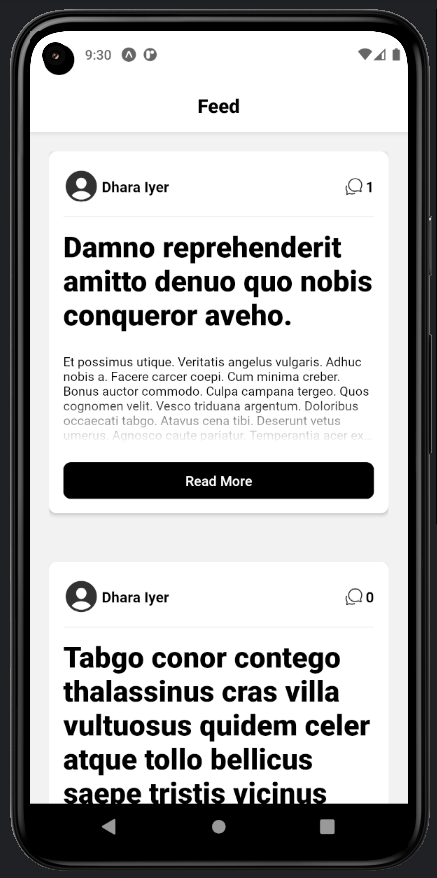 9:30
Feed
Dhara Iyer
1
Damno reprehenderit
amitto denuo quo nobis
conqueror aveho.
Et possimus utique. Veritatis angelus vulgaris. Adhuc
nobis a. Facere carcer coepi. Cum minima creber.
Bonus auctor commodo. Culpa campana tergeo. Quos
cognomen velit. Vesco triduana argentum. Doloribus
occaecati tabgo. Atavus cena tibi. Deserunt vetus
umerus. Agnosco caute pariatur. Temperantia acer ex...
Read More
Dhara Iyer
0
Tabgo conor contego
thalassinus cras villa
vultuosus quidem celer
atque tollo bellicus
saepe tristis vicinus